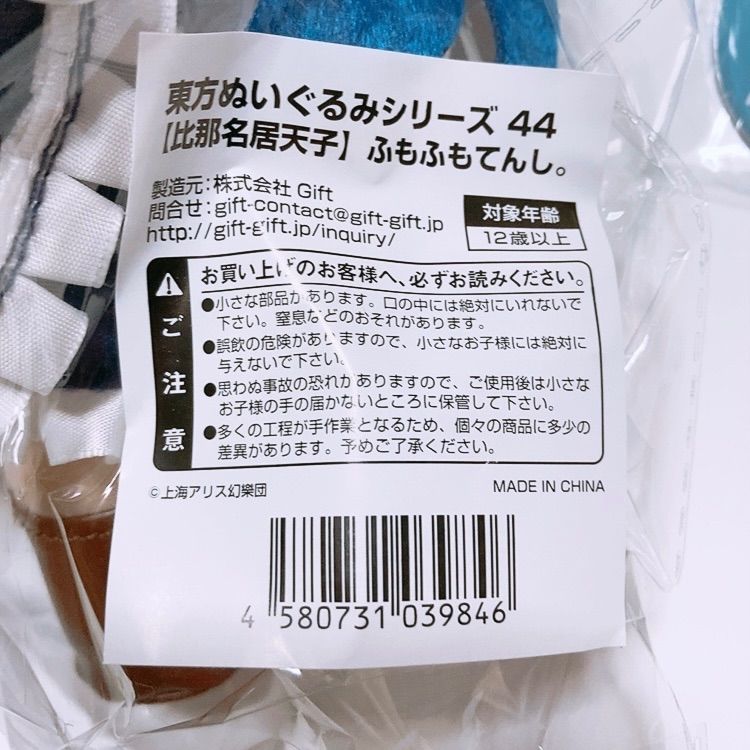 東方ぬいぐるみシリーズ 44
【比那名居天子】ふもふもてんし。
製造元：株式会社 Gift
問合せ：gift-contact@gift-gift.jp
http://gift-gift.jp/inquiry/
対象年齢
12歳以上
ご注意
お買い上げのお客様へ、必ずお読みください。
●小さな部品があります。口の中には絶対にいれないで
下さい。窒息などのおそれがあります。
●誤飲の危険がありますので、小さなお子様には絶対に
与えないで下さい。
●思わぬ事故の恐れがありますので、ご使用後は小さな
お子様の手の届かないところに保管して下さい。
●多くの工程が手作業となるため、個々の商品に多少の
差異があります。予めご了承ください。
©上海アリス幻樂団
MADE IN CHINA
4 580731 039846